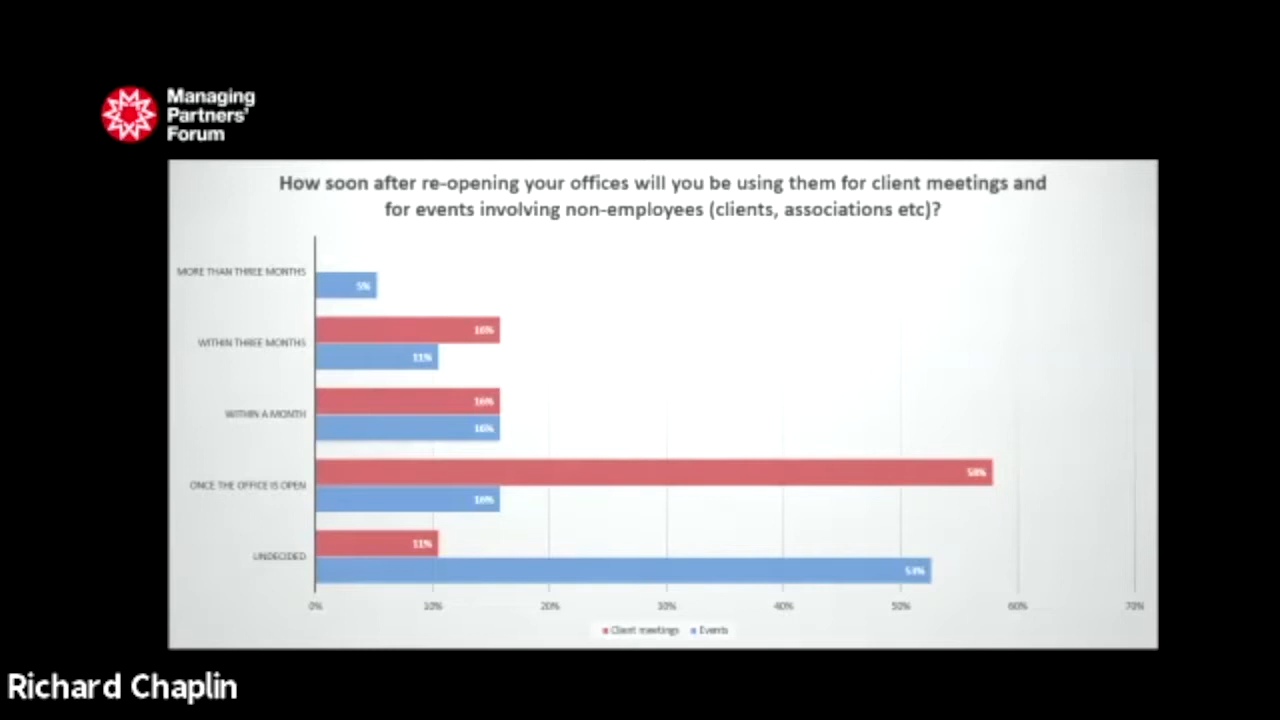 Managing
Partners'
Forum
How soon after re-opening your offices will you be using them for client meetings and
for events involving non-employees (clients, associations etc)?
MORE THAN THREE MONTHS
5%
WITHIN THREE MONTHS
16%
11%
WITHIN A MONTH
16%
16%
ONCE THE OFFICE IS OPEN
58%
16%
UNDECIDED
11%
53%
0% 10% 20% 30% 40% 50% 60% 70%
Client meetings Events
Richard Chaplin